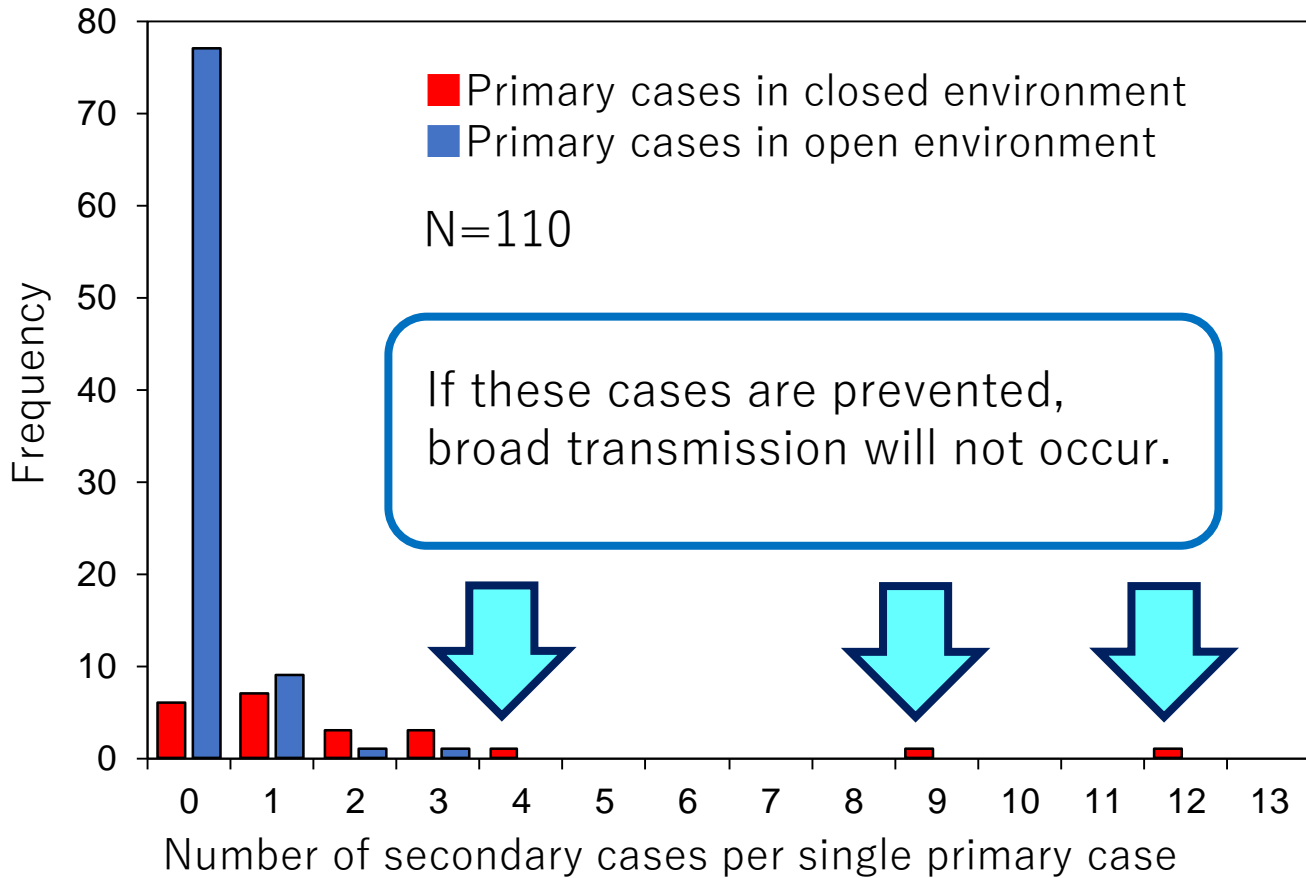 80
70
60
50
40
30
20
10
0
Frequency
Primary cases in closed environment
Primary cases in open environment
N=110
If these cases are prevented,
broad transmission will not occur.
0 1 2 3 4 5 6 7 8 9 10 11 12 13
Number of secondary cases per single primary case